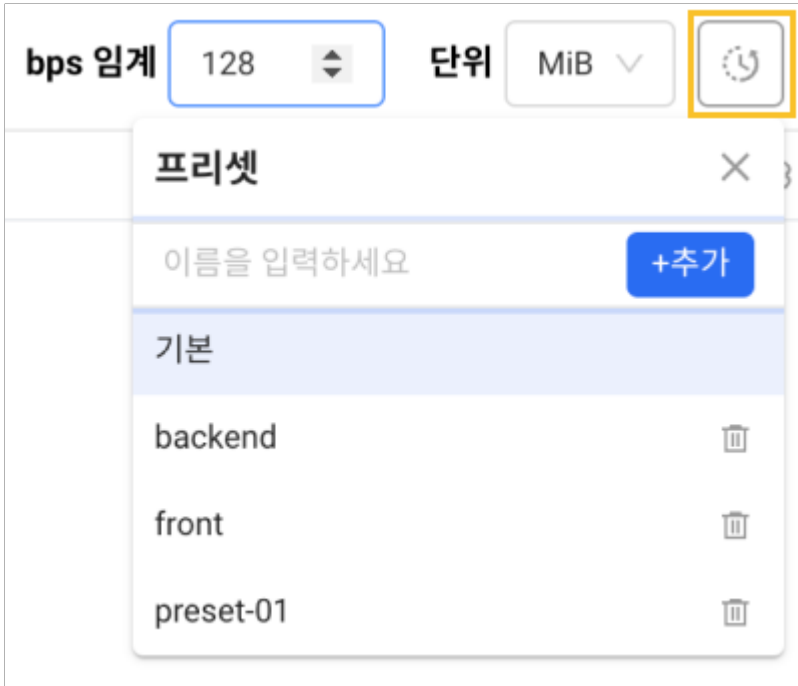 bps 임계 128 단위 MiB
프리셋
이름을 입력하세요 +추가
기본
backend
front
preset-01